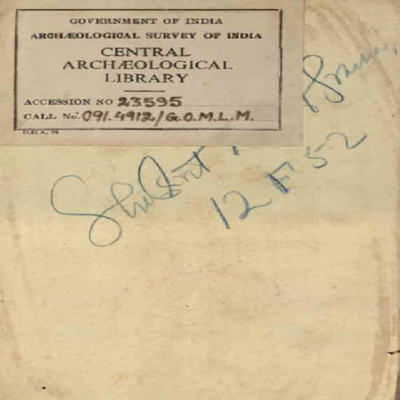 GOVERNMENT OF INDIA
ARCHÆOLOGICAL SURVEY OF INDIA
CENTRAL
ARCHÆOLOGICAL
LIBRARY
ACCESSION NO 23595
CALL No. 091.4912/G.O.M.L.M.
12 F 52